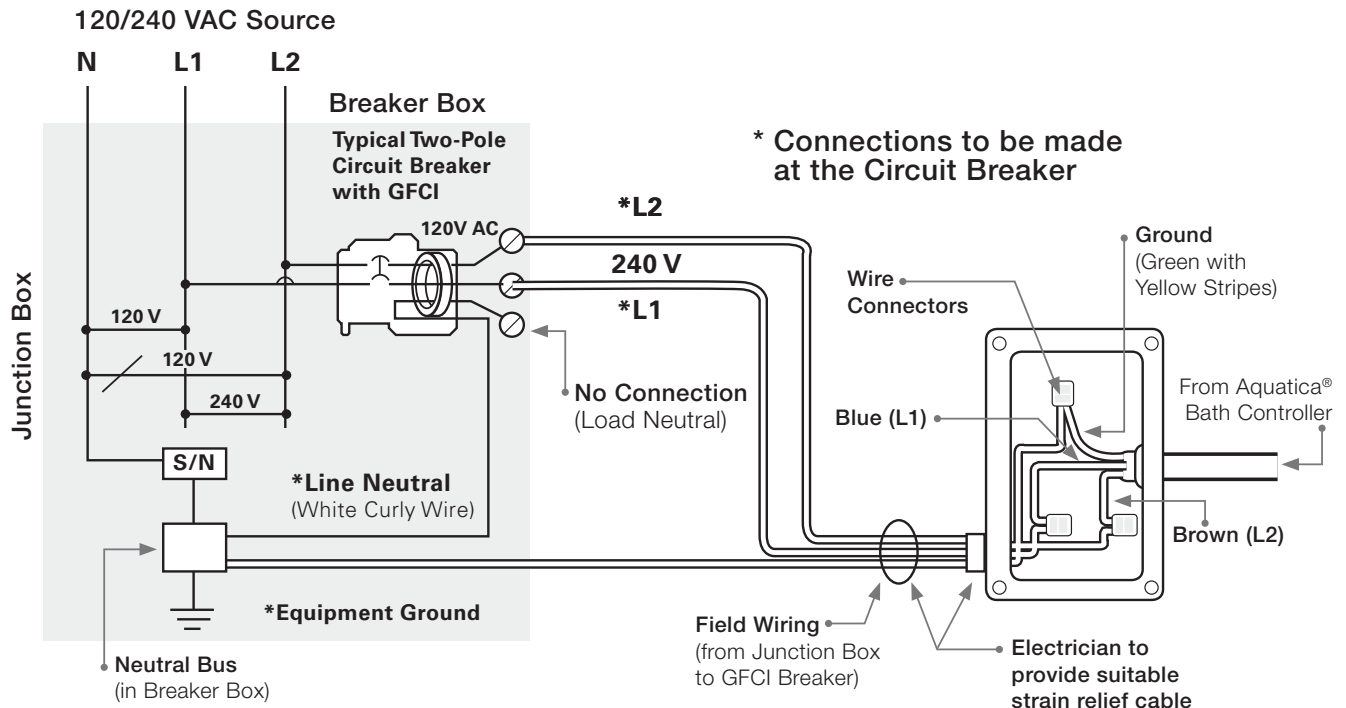 120/240 VAC Source
N L1 L2
Breaker Box
Typical Two-Pole
Circuit Breaker
with GFCI
* Connections to be made
at the Circuit Breaker
Junction Box
120V AC
*L2
240 V
*L1
120 V
120 V
240 V
No Connection
(Load Neutral)
S/N
*Line Neutral
(White Curly Wire)
*Equipment Ground
Neutral Bus
(in Breaker Box)
Wire
Connectors
Ground
(Green with
Yellow Stripes)
Blue (L1)
From Aquatica®
Bath Controller
Brown (L2)
Field Wiring
(from Junction Box
to GFCI Breaker)
Electrician to
provide suitable
strain relief cable